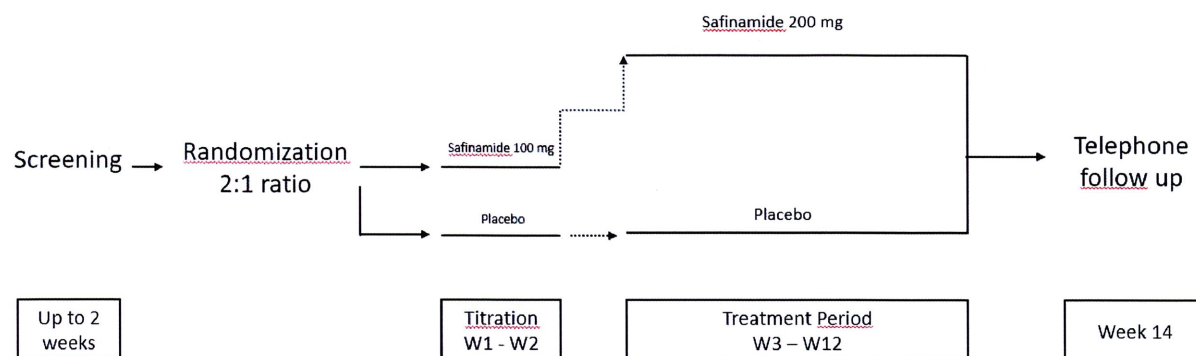 Safinamide 200 mg
Screening
Randomization
2:1 ratio
Safinamide 100 mg
Placebo
Placebo
Telephone
follow up
Up to 2
weeks
Titration
W1 - W2
Treatment Period
W3 – W12
Week 14